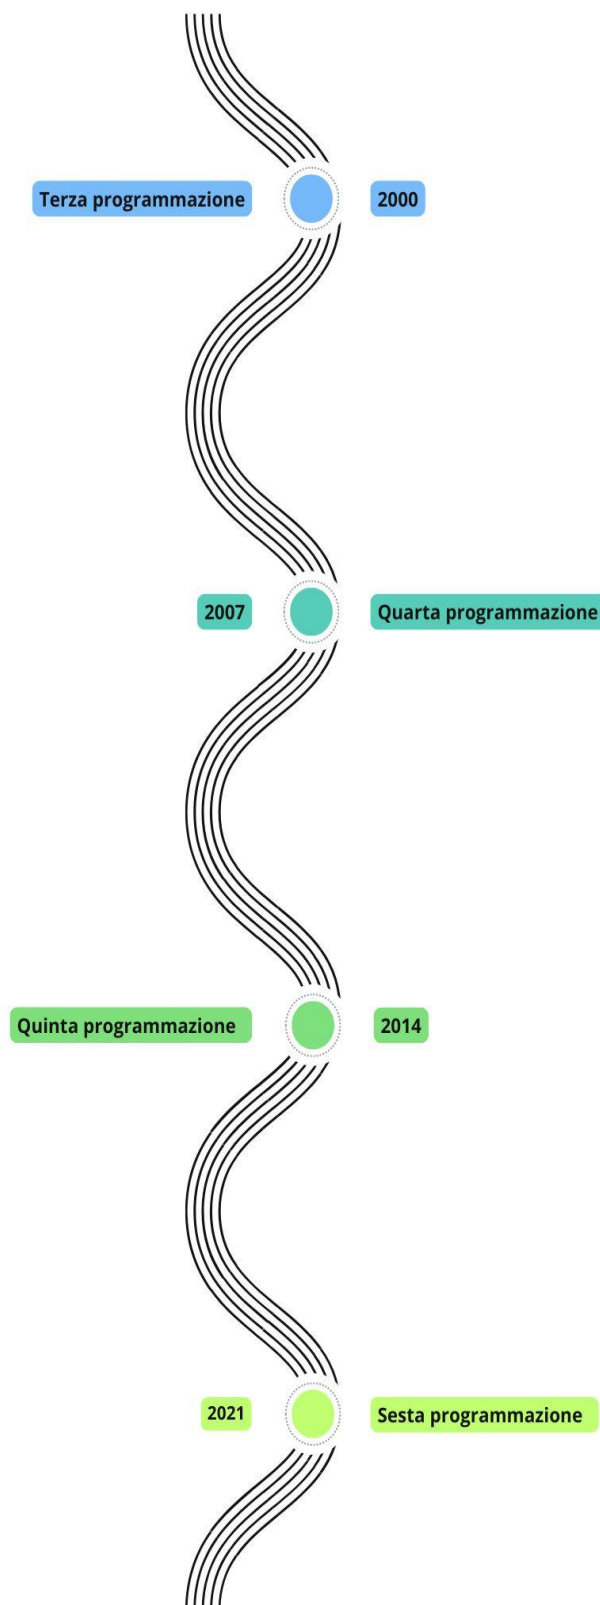 Terza programmazione
2000
2007
Quarta programmazione
Quinta programmazione
2014
2021
Sesta programmazione